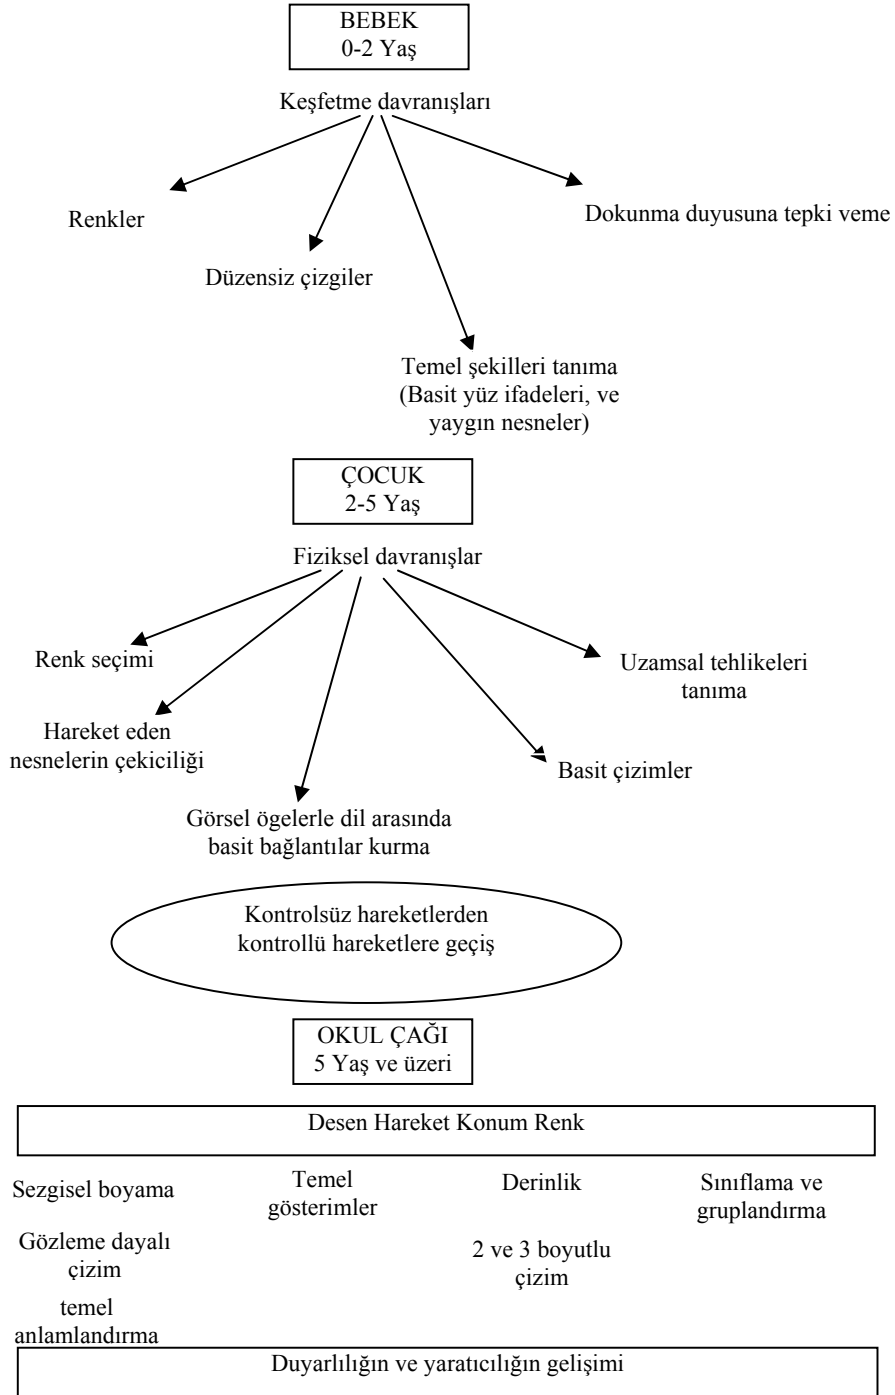 BEBEK
0-2 Yaş
Keşfetme davranışları
Renkler
Dokunma duyusuna tepki veme
Düzensiz çizgiler
Temel şekilleri tanıma
(Basit yüz ifadeleri, ve
yaygın nesneler)
ÇOCUK
2-5 Yaş
Fiziksel davranışlar
Renk seçimi
Uzamsal tehlikeleri
tanıma
Hareket eden
nesnelerin çekiciliği
Basit çizimler
Görsel ögelerle dil arasında
basit bağlantılar kurma
Kontrolsüz hareketlerden
kontrollü hareketlere geçiş
OKUL ÇAĞI
5 Yaş ve üzeri
Desen Hareket Konum Renk
Sezgisel boyama
Temel
gösterimler
Derinlik
Sınıflama ve
gruplandırma
Gözleme dayalı
çizim
2 ve 3 boyutlu
çizim
temel
anlamlandırma
Duyarlılığın ve yaratıcılığın gelişimi